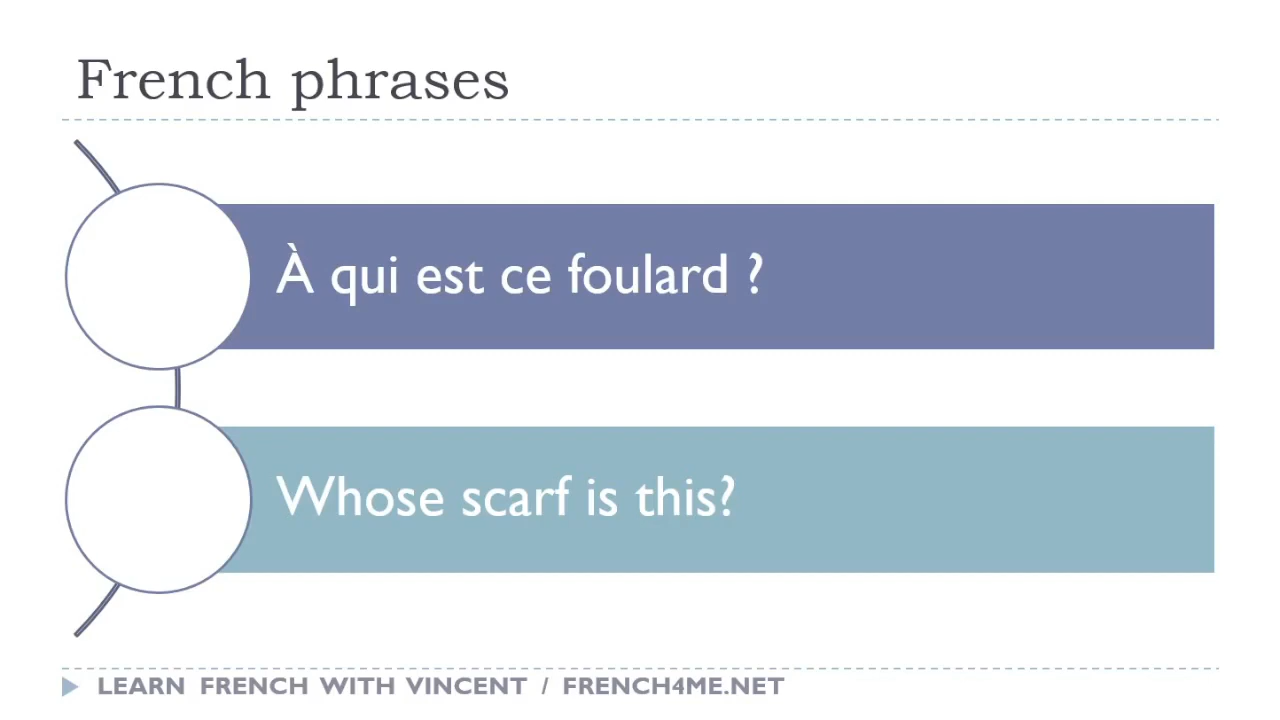 French phrases
À qui est ce foulard ?
Whose scarf is this?
LEARN FRENCH WITH VINCENT / FRENCH4ME.NET